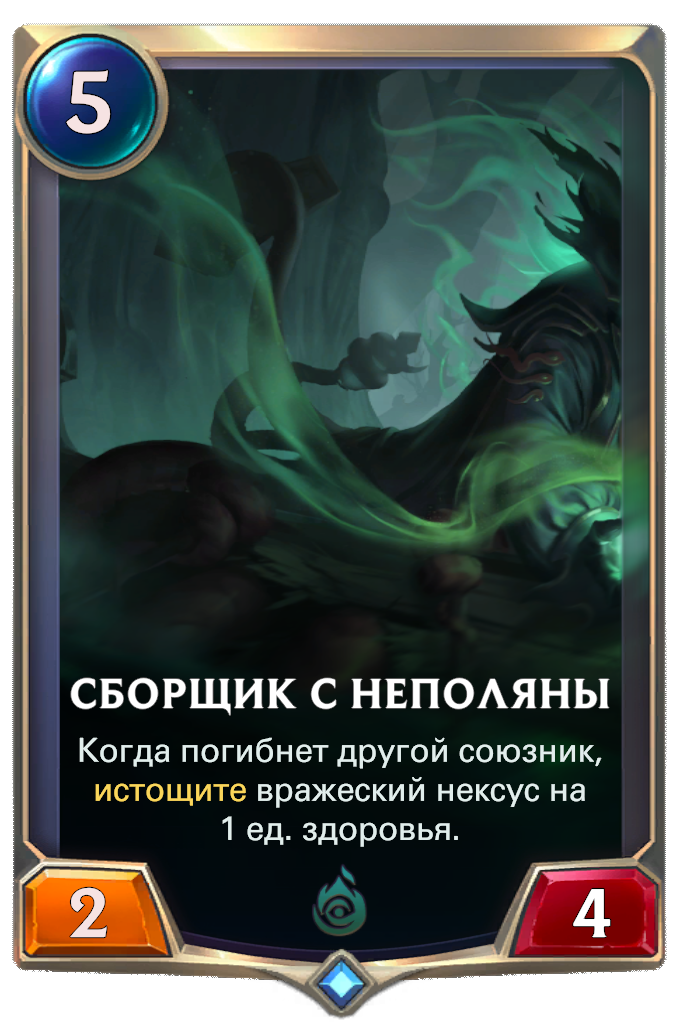 5
СБОРЩИК С НЕПОЛЯНЫ
Когда погибнет другой союзник,
истощите вражеский нексус на
1 ед. здоровья.
2
4